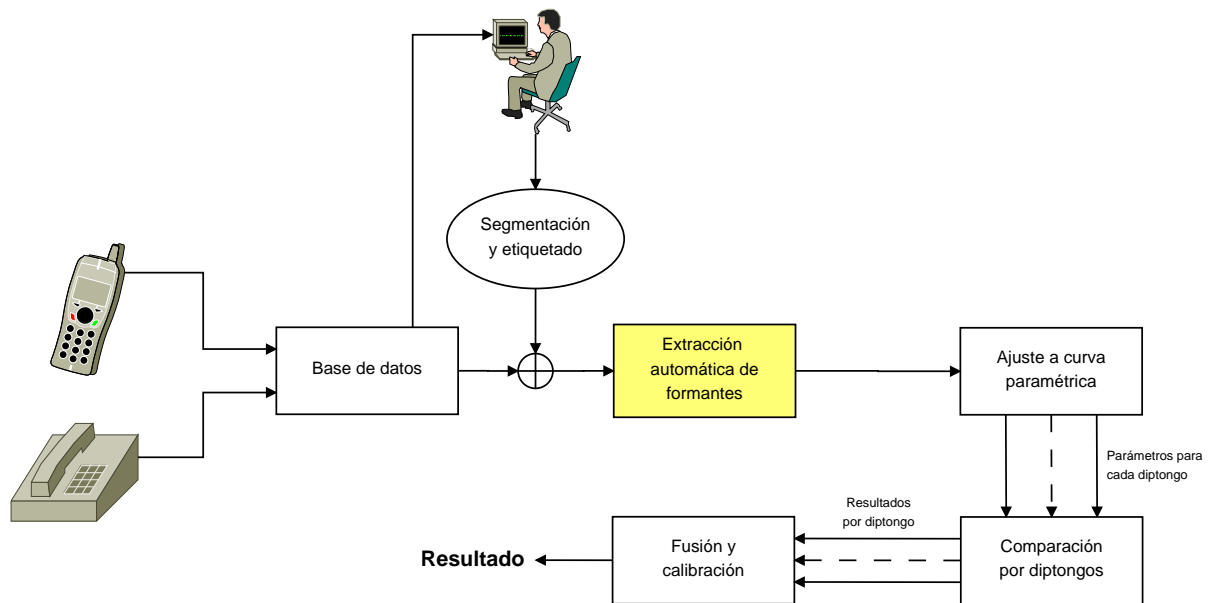 Segmentación
y etiquetado
Base de datos
Extracción
automática de
formantes
Ajuste a curva
paramétrica
Parámetros para
cada diptongo
Resultados
por diptongo
Resultado
Fusión y
calibración
Comparación
por diptongos